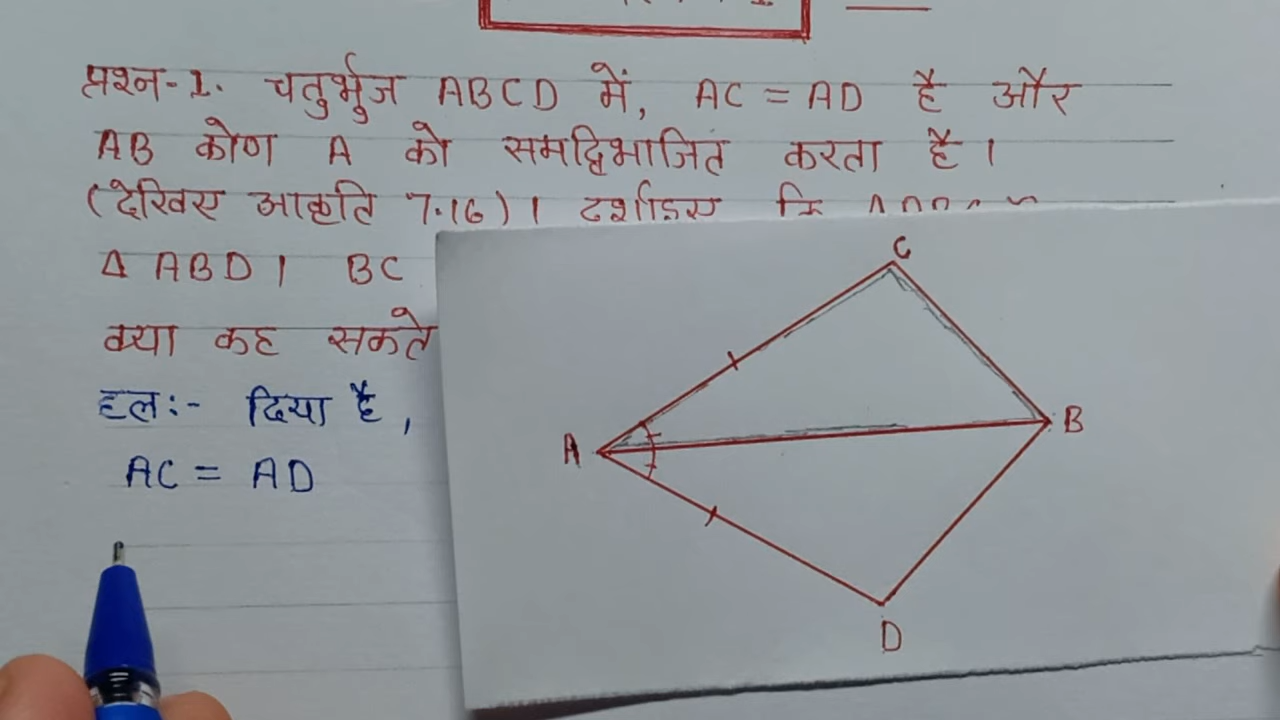 प्रश्न-1. चतुर्भुज ABCD में, AC = AD है और
AB कोण A को समद्विभाजित करता है।
(देखिए आकृति 7.16)। दर्शाइए कि
Δ ABD। BC
क्या कह सकते
हल:- दिया है,
AC = AD
C
A
B
D